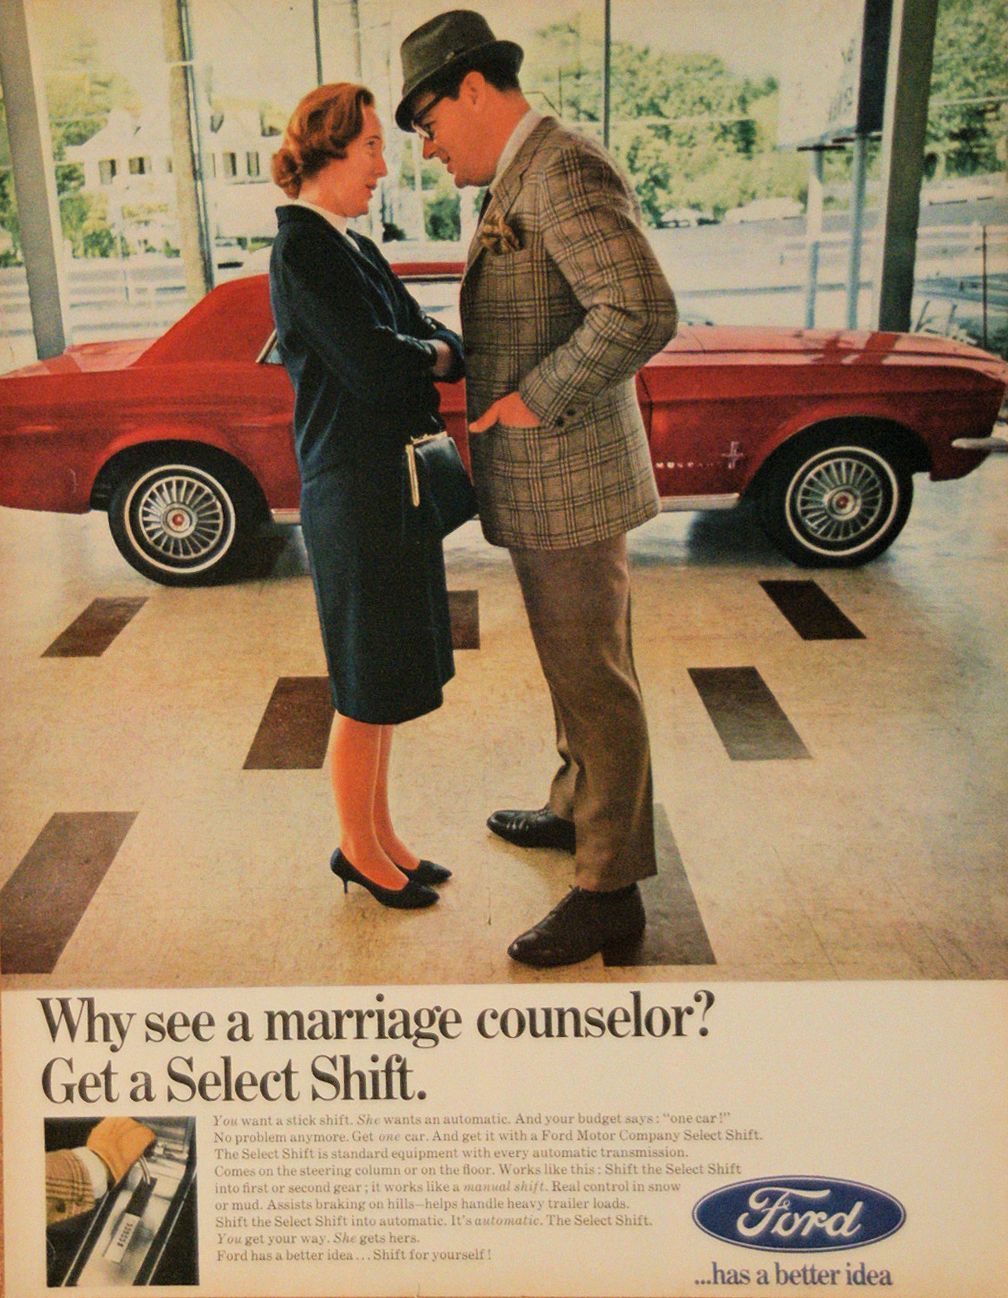 MUSTANG
Why see a marriage counselor?
Get a Select Shift.
You want a stick shift. She wants an automatic. And your budget says: "one car!"
No problem anymore. Get one car. And get it with a Ford Motor Company Select Shift.
The Select Shift is standard equipment with every automatic transmission.
Comes on the steering column or on the floor. Works like this: Shift the Select Shift
into first or second gear; it works like a manual shift. Real control in snow
or mud. Assists braking on hills—helps handle heavy trailer loads.
Shift the Select Shift into automatic. It's automatic. The Select Shift.
You get your way. She gets hers.
Ford has a better idea... Shift for yourself!
Ford
...has a better idea